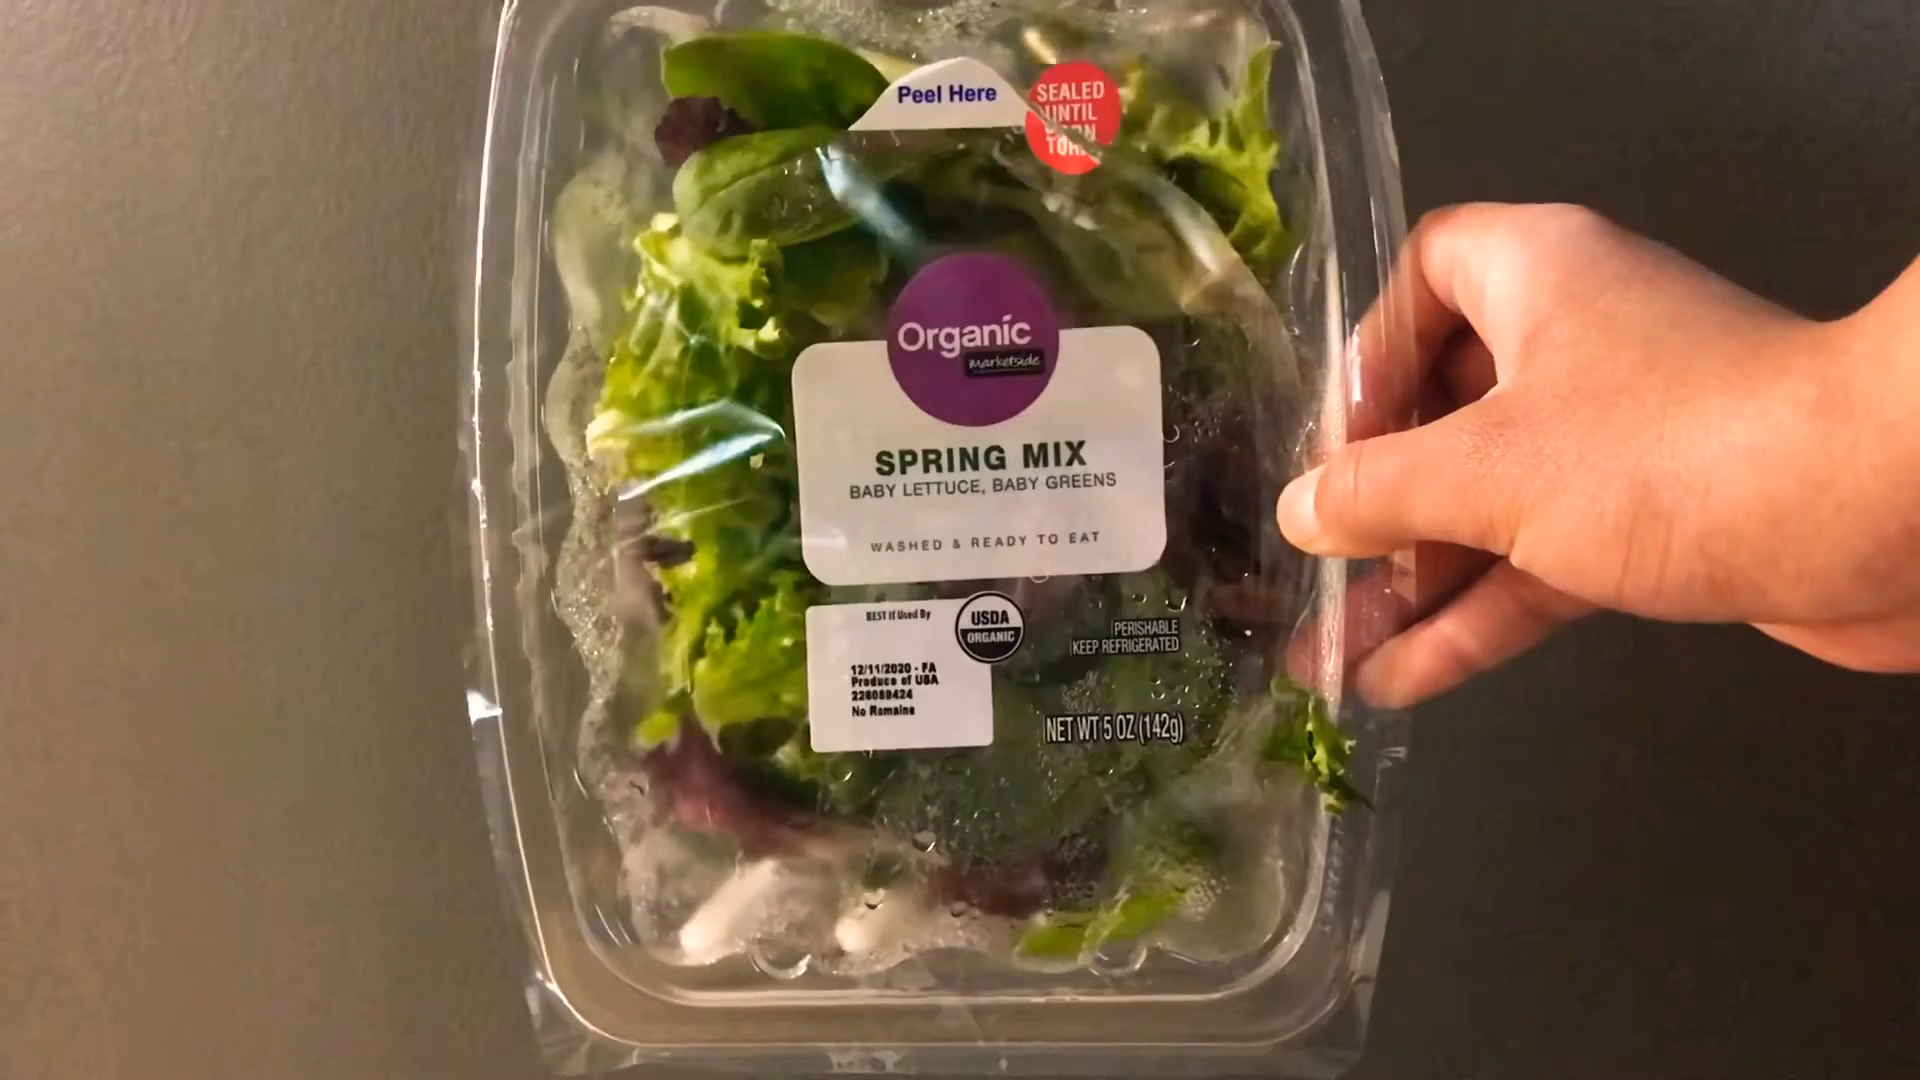 Peel Here
SEALED
UNTIL
TORN
Organic
marketside
SPRING MIX
BABY LETTUCE, BABY GREENS
WASHED & READY TO EAT
BEST If Used By
USDA
ORGANIC
12/11/2020 - FA
Produce of USA
226089424
No Romaine
PERISHABLE
KEEP REFRIGERATED
NET WT 5 OZ (142g)